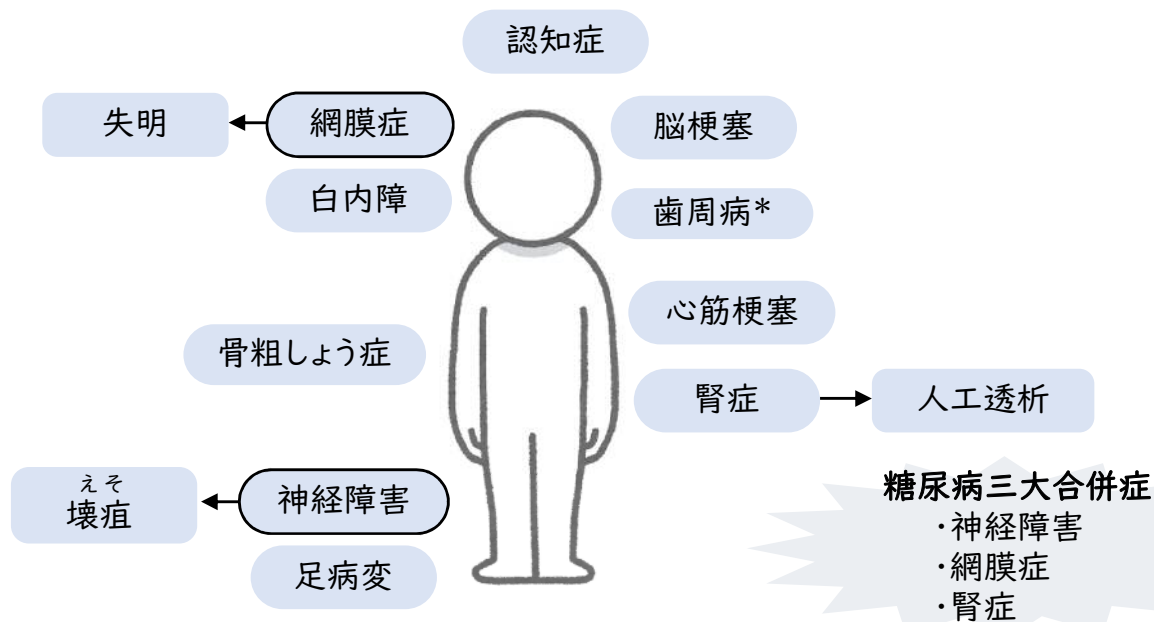 認知症
失明
網膜症
脳梗塞
白内障
歯周病*
心筋梗塞
骨粗しょう症
腎症
人工透析
えそ
壊疽
神経障害
足病変
糖尿病三大合併症
・神経障害
・網膜症
・腎症